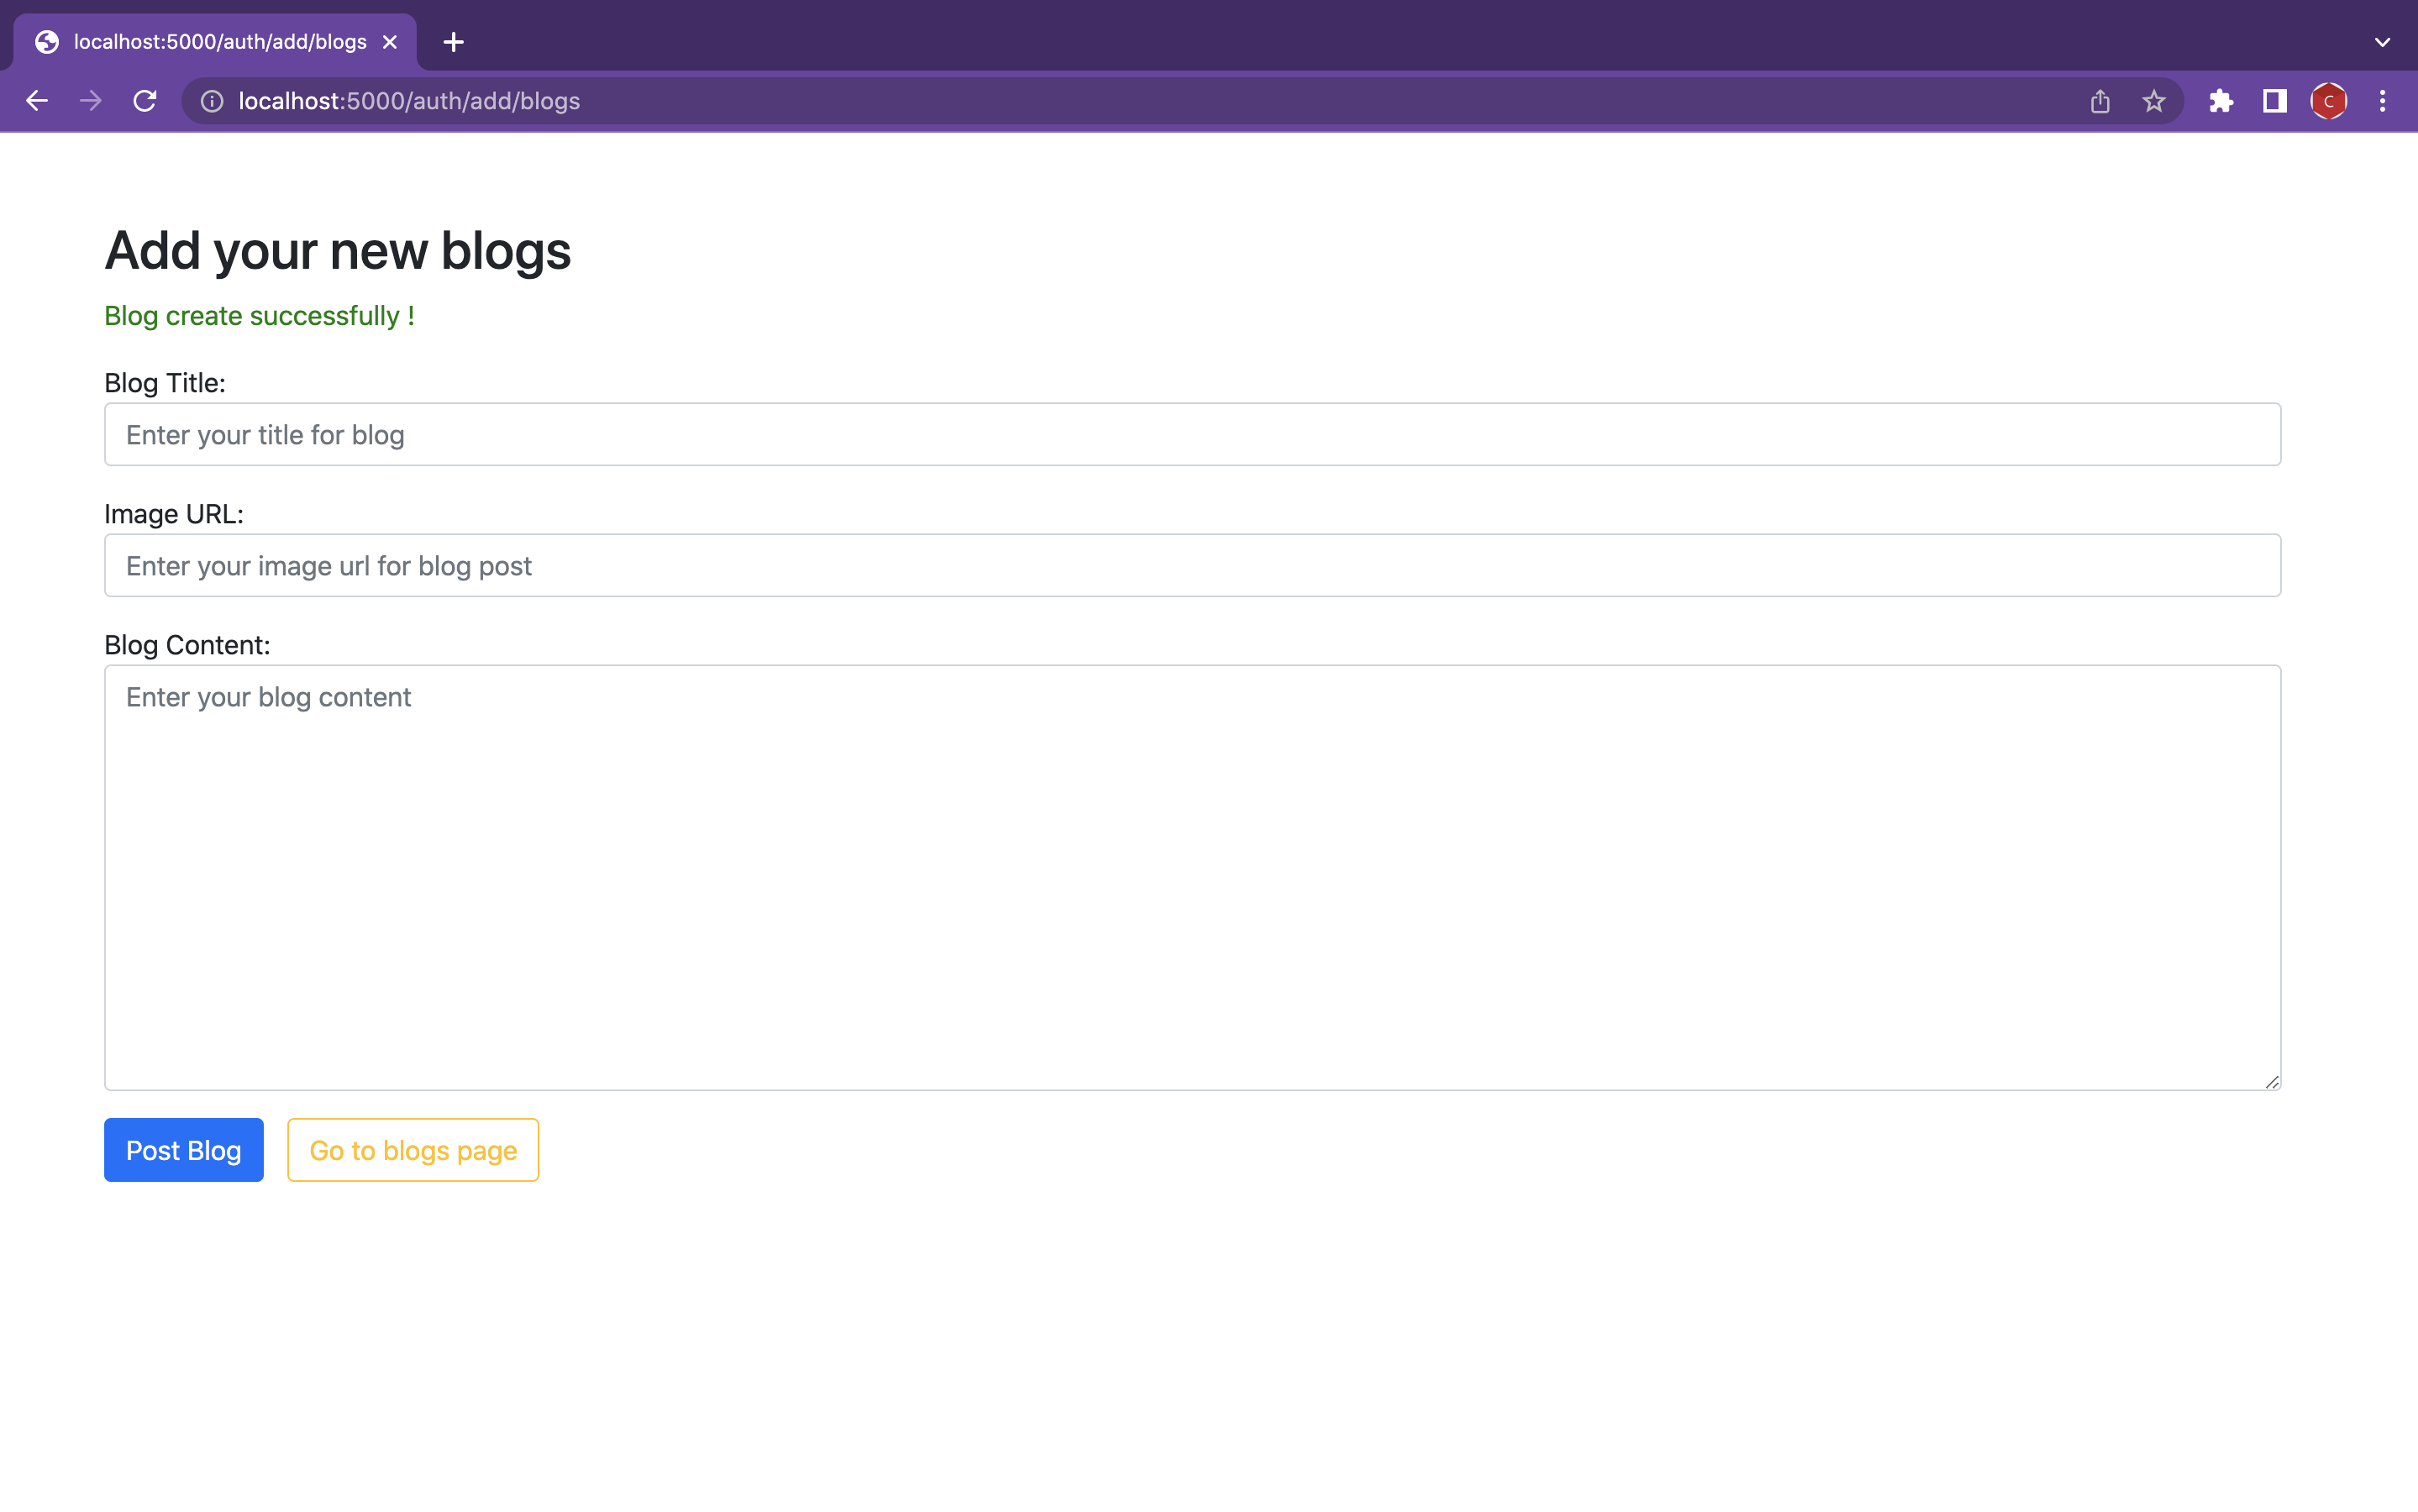 localhost:5000/auth/add/blogs
localhost:5000/auth/add/blogs
C
Add your new blogs
Blog create successfully !
Blog Title:
Enter your title for blog
Image URL:
Enter your image url for blog post
Blog Content:
Enter your blog content
Post Blog
Go to blogs page